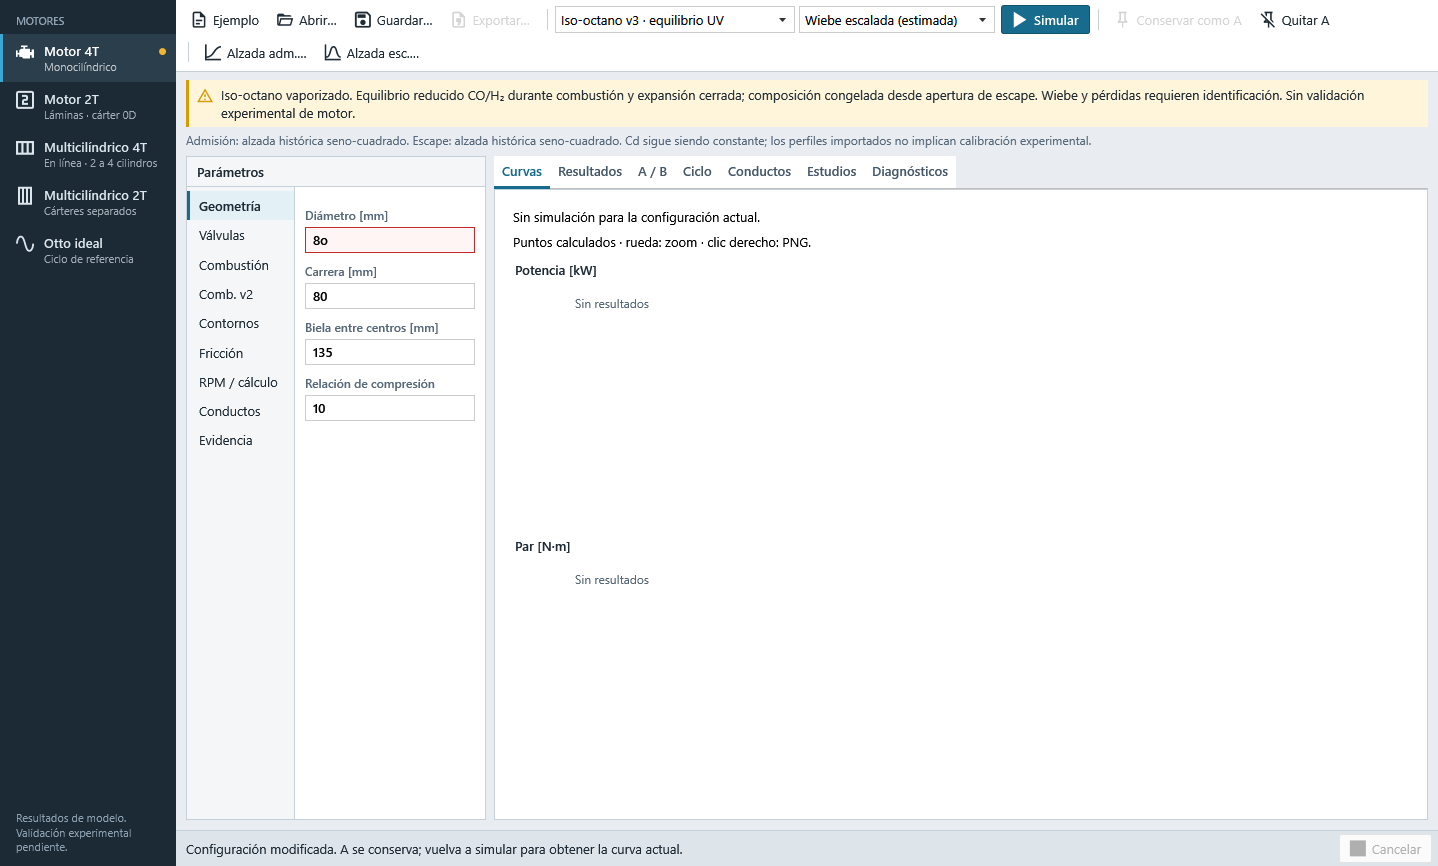 MOTORES
Motor 4T
Monocilíndrico
Motor 2T
Láminas · cárter 0D
Multicilíndrico 4T
En línea · 2 a 4 cilindros
Multicilíndrico 2T
Cárteres separados
Otto ideal
Ciclo de referencia
Resultados de modelo.
Validación experimental
pendiente.
Ejemplo
Abrir...
Guardar...
Exportar...
Iso-octano v3 · equilibrio UV
Wiebe escalada (estimada)
Simular
Conservar como A
Quitar A
Alzada adm....
Alzada esc....
Iso-octano vaporizado. Equilibrio reducido CO/H₂ durante combustión y expansión cerrada; composición congelada desde apertura de escape. Wiebe y pérdidas requieren identificación. Sin validación
experimental de motor.
Admisión: alzada histórica seno-cuadrado. Escape: alzada histórica seno-cuadrado. Cd sigue siendo constante; los perfiles importados no implican calibración experimental.
Parámetros
Geometría
Válvulas
Combustión
Comb. v2
Contornos
Fricción
RPM / cálculo
Conductos
Evidencia
Diámetro [mm]
8o
Carrera [mm]
80
Biela entre centros [mm]
135
Relación de compresión
10
Curvas
Resultados
A / B
Ciclo
Conductos
Estudios
Diagnósticos
Sin simulación para la configuración actual.
Puntos calculados · rueda: zoom · clic derecho: PNG.
Potencia [kW]
Sin resultados
Par [N·m]
Sin resultados
Configuración modificada. A se conserva; vuelva a simular para obtener la curva actual.
Cancelar